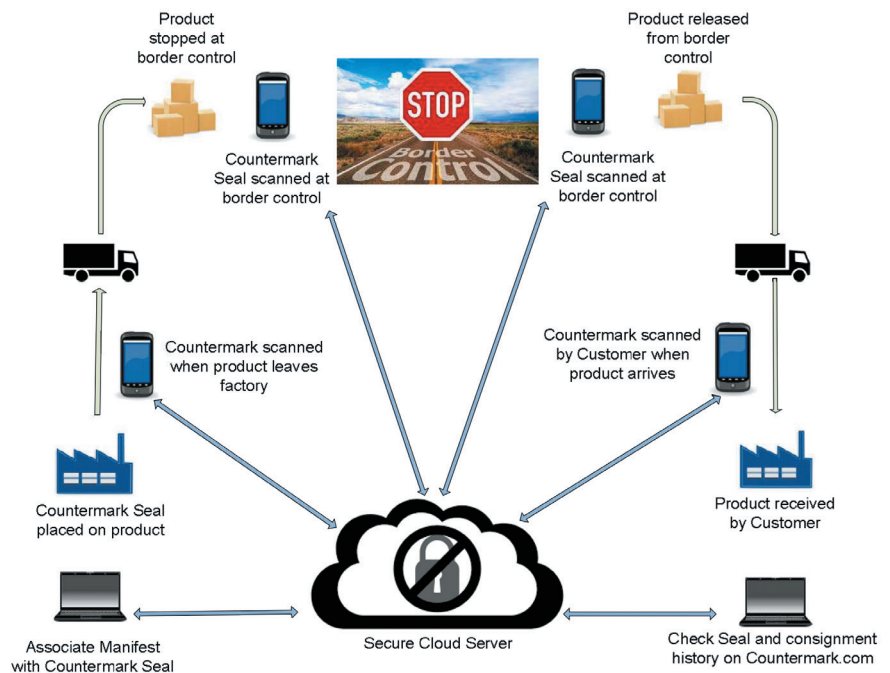 Product
stopped at
border control
Product released
from border
control
STOP
Border
Control
Countermark
Seal scanned at
border control
Countermark
Seal scanned at
border control
Countermark scanned
when product leaves
factory
Countermark scanned
by Customer when
product arrives
Countermark Seal
placed on product
Product received
by Customer
Secure Cloud Server
Associate Manifest
with Countermark Seal
Check Seal and consignment
history on Countermark.com